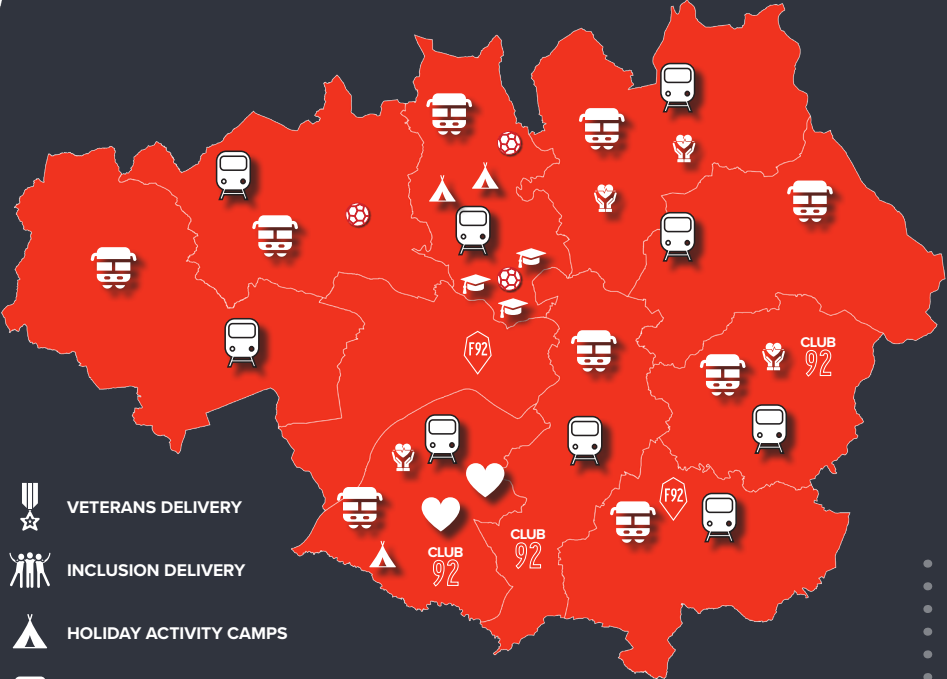 F92
CLUB
92
F92
CLUB
92
CLUB
92
VETERANS DELIVERY
INCLUSION DELIVERY
HOLIDAY ACTIVITY CAMPS